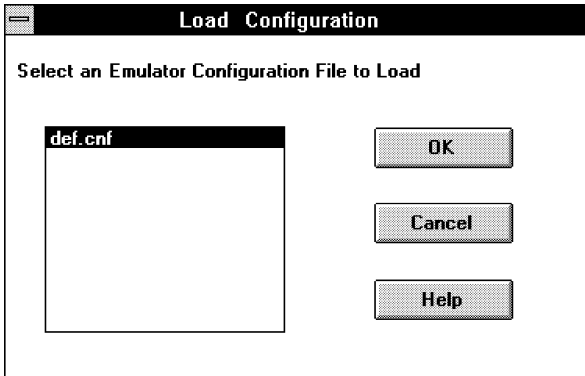 Load Configuration
Select an Emulator Configuration File to Load
def.cnf
OK
Cancel
Help